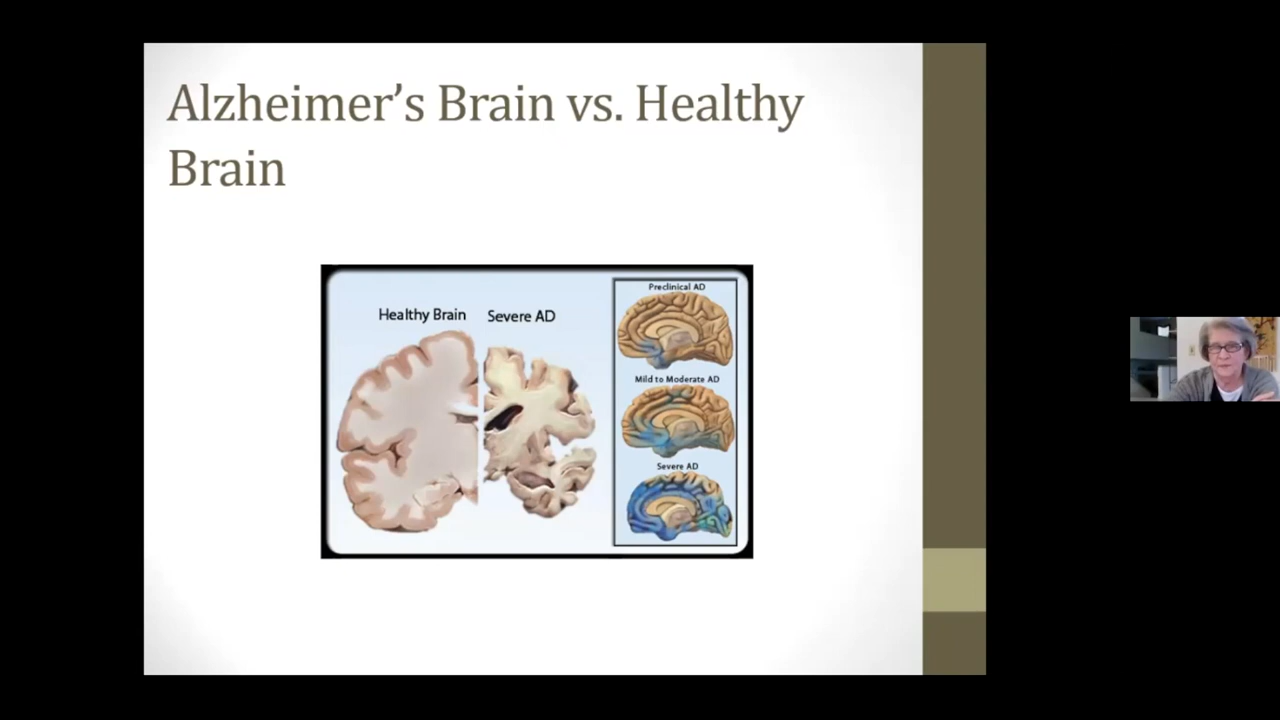 Alzheimer’s Brain vs. Healthy
Brain
Healthy Brain
Severe AD
Preclinical AD
Mild to Moderate AD
Severe AD